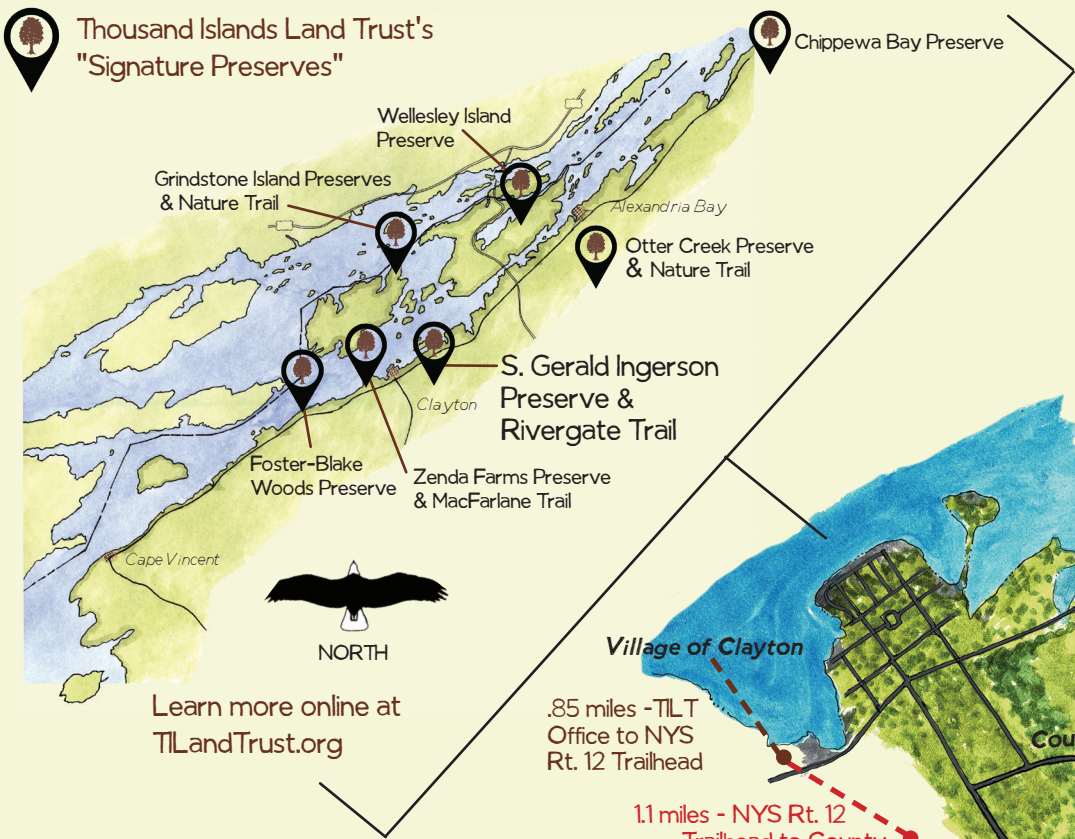 Thousand Islands Land Trust's
"Signature Preserves"
Chippewa Bay Preserve
Wellesley Island
Preserve
Grindstone Island Preserves
& Nature Trail
Alexandria Bay
Otter Creek Preserve
& Nature Trail
S. Gerald Ingerson
Preserve &
Rivergate Trail
Clayton
Foster-Blake
Woods Preserve
Zenda Farms Preserve
& MacFarlane Trail
Cape Vincent
NORTH
Learn more online at
TILandTrust.org
Village of Clayton
.85 miles -TILT
Office to NYS
Rt. 12 Trailhead
1.1 miles - NYS Rt. 12
Trailhead to County